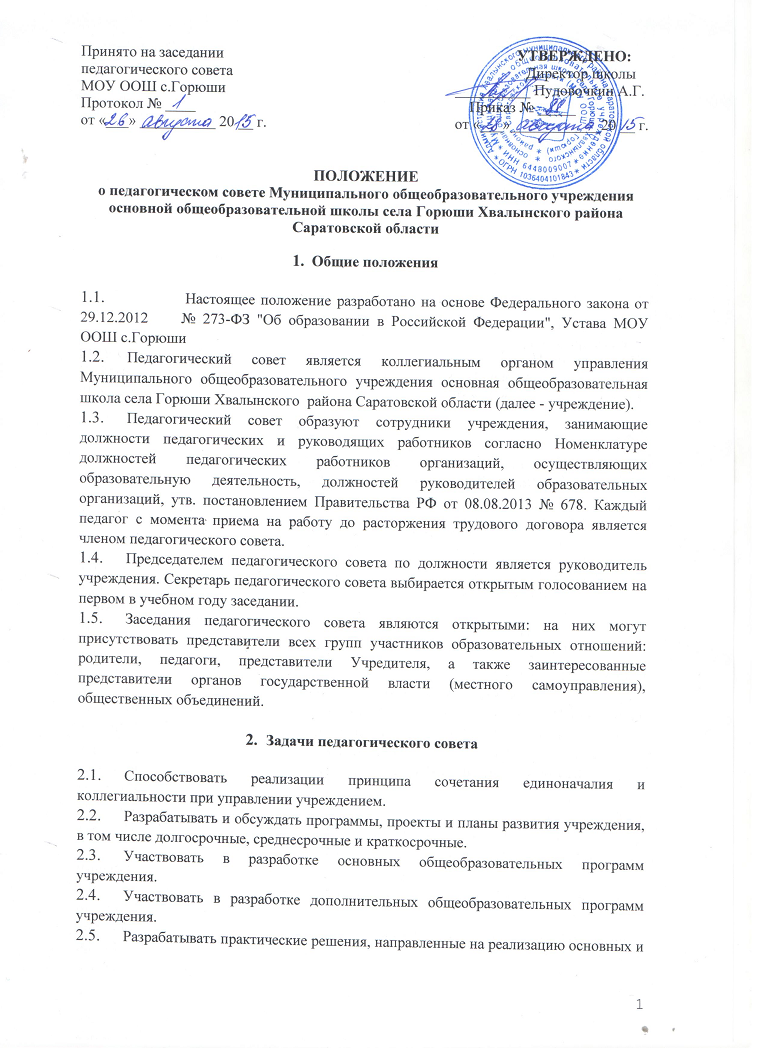 Принято на заседании
педагогического совета
МОУ ООШ с.Горюши
Протокол № 1
от «26» августа 2015 г.
УТВЕРЖДЕНО:
Директор школы
Пудовочкин А.Г.
Приказ №
от « » августа 2015 г.
ИНН 6448009007
ОГРН 1036404101843
ПОЛОЖЕНИЕ
о педагогическом совете Муниципального общеобразовательного учреждения
основной общеобразовательной школы села Горюши Хвалынского района
Саратовской области
1. Общие положения
1.1. Настоящее положение разработано на основе Федерального закона от
29.12.2012 № 273-ФЗ "Об образовании в Российской Федерации", Устава МОУ
ООШ с.Горюши
1.2. Педагогический совет является коллегиальным органом управления
Муниципального общеобразовательного учреждения основная общеобразовательная
школа села Горюши Хвалынского района Саратовской области (далее - учреждение).
1.3. Педагогический совет образуют сотрудники учреждения, занимающие
должности педагогических и руководящих работников согласно Номенклатуре
должностей педагогических работников организаций, осуществляющих
образовательную деятельность, должностей руководителей образовательных
организаций, утв. постановлением Правительства РФ от 08.08.2013 № 678. Каждый
педагог с момента приема на работу до расторжения трудового договора является
членом педагогического совета.
1.4. Председателем педагогического совета по должности является руководитель
учреждения. Секретарь педагогического совета выбирается открытым голосованием на
первом в учебном году заседании.
1.5. Заседания педагогического совета являются открытыми: на них могут
присутствовать представители всех групп участников образовательных отношений:
родители, педагоги, представители Учредителя, а также заинтересованные
представители органов государственной власти (местного самоуправления),
общественных объединений.
2. Задачи педагогического совета
2.1. Способствовать реализации принципа сочетания единоначалия и
коллегиальности при управлении учреждением.
2.2. Разрабатывать и обсуждать программы, проекты и планы развития учреждения,
в том числе долгосрочные, среднесрочные и краткосрочные.
2.3. Участвовать в разработке основных общеобразовательных программ
учреждения.
2.4. Участвовать в разработке дополнительных общеобразовательных программ
учреждения.
2.5. Разрабатывать практические решения, направленные на реализацию основных и
1